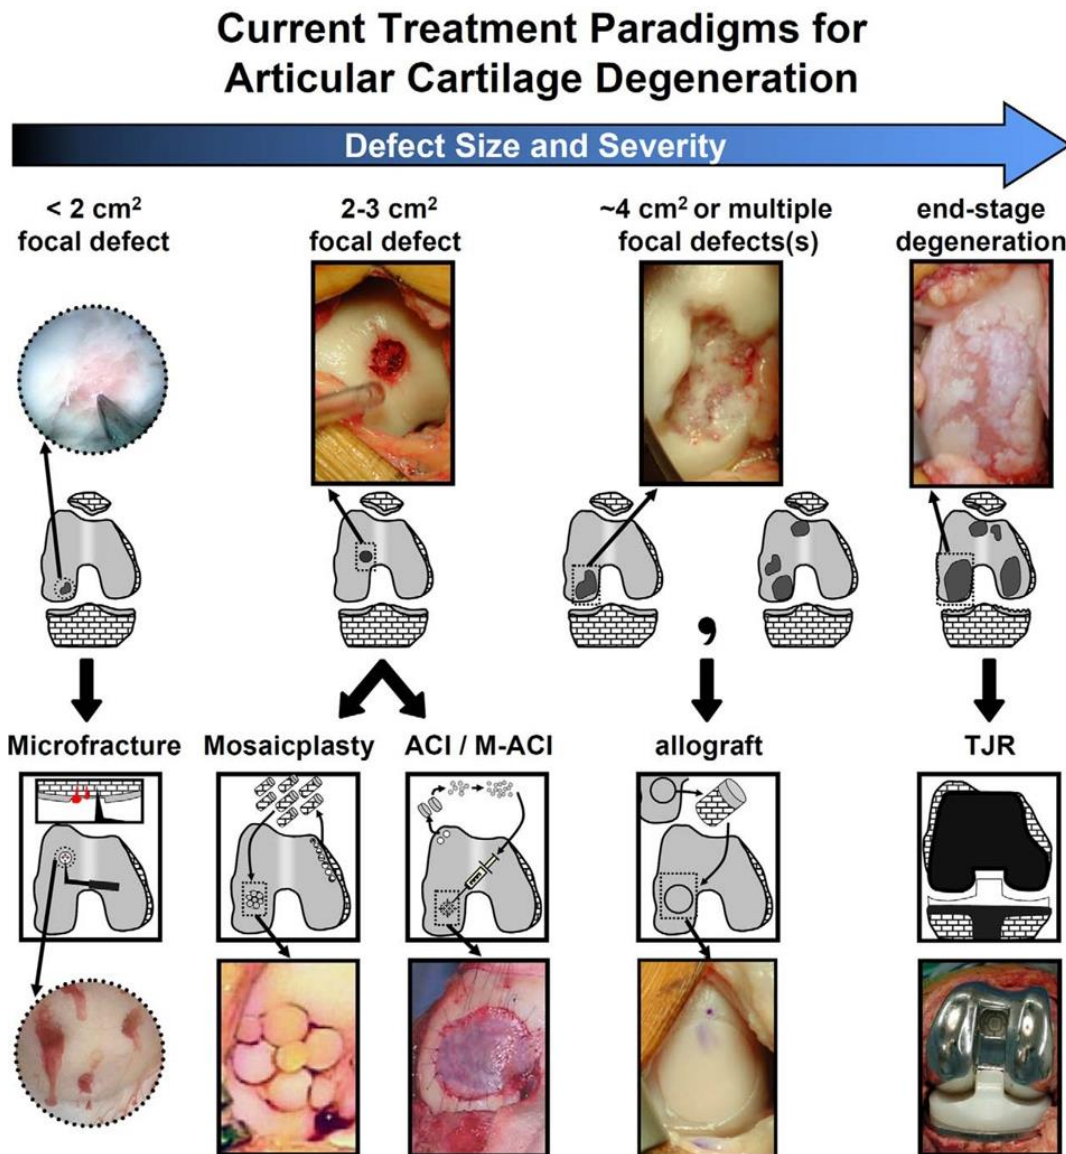 Current Treatment Paradigms for
Articular Cartilage Degeneration
Defect Size and Severity
< 2 cm²
focal defect
2-3 cm²
focal defect
~4 cm² or multiple
focal defects(s)
end-stage
degeneration
,
Microfracture
Mosaicplasty
ACI / M-ACI
allograft
TJR